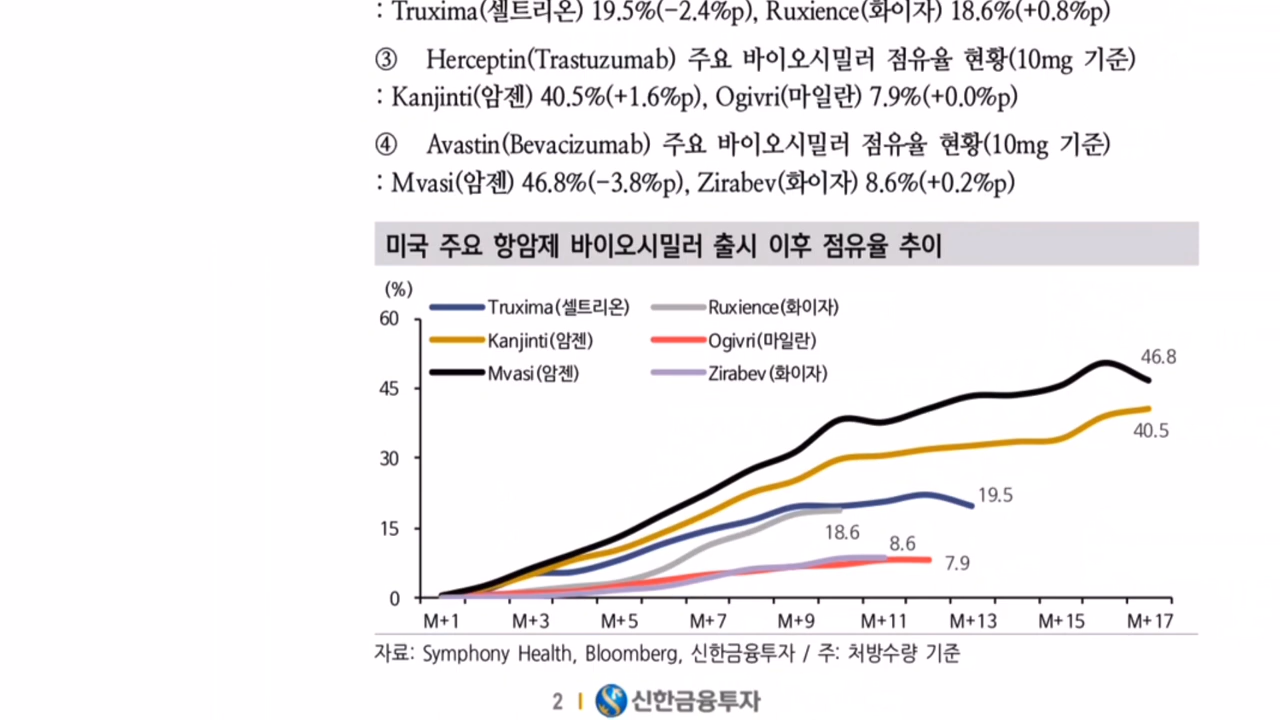 : Truxima(셀트리온) 19.5%(-2.4%p), Ruxience(화이자) 18.6%(+0.8%p)
③ Herceptin(Trastuzumab) 주요 바이오시밀러 점유율 현황(10mg 기준)
: Kanjinti(암젠) 40.5%(+1.6%p), Ogivri(마일란) 7.9%(+0.0%p)
④ Avastin(Bevacizumab) 주요 바이오시밀러 점유율 현황(10mg 기준)
: Mvasi(암젠) 46.8%(-3.8%p), Zirabev(화이자) 8.6%(+0.2%p)
미국 주요 항암제 바이오시밀러 출시 이후 점유율 추이
(%)
Truxima(셀트리온) Ruxience(화이자)
Kanjinti(암젠) Ogivri(마일란)
Mvasi(암젠) Zirabev(화이자)
60
45
30
15
0
46.8
40.5
19.5
18.6
8.6
7.9
M+1 M+3 M+5 M+7 M+9 M+11 M+13 M+15 M+17
자료: Symphony Health, Bloomberg, 신한금융투자 / 주: 처방수량 기준
2 신한금융투자